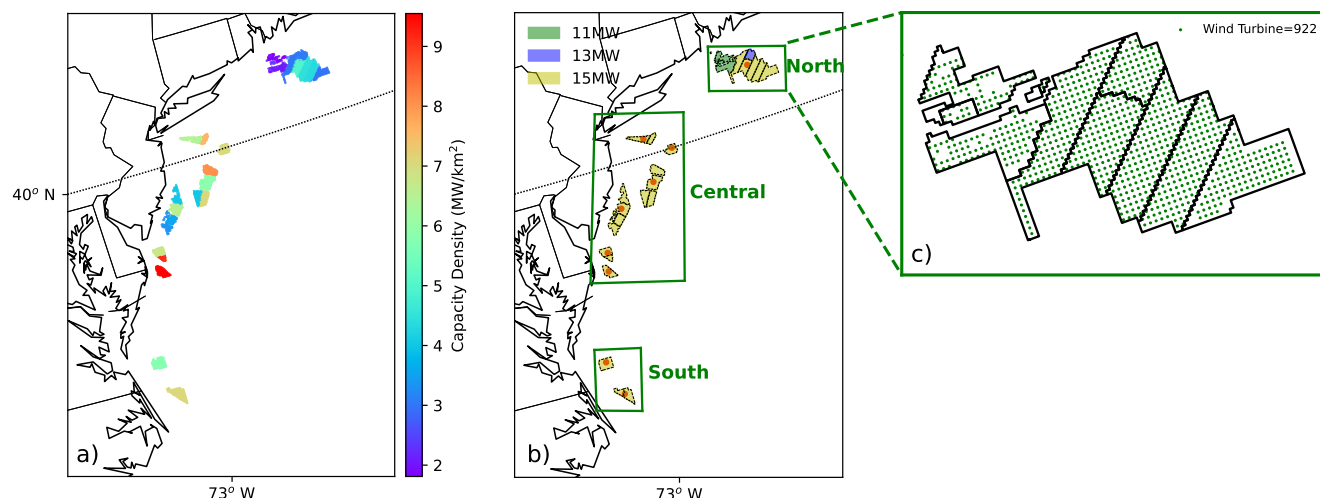 40° N
a)
73° W
9
8
7
6
5
4
3
2
Capacity Density (MW/km²)
11MW
13MW
15MW
North
Central
South
b)
73° W
Wind Turbine=922
c)